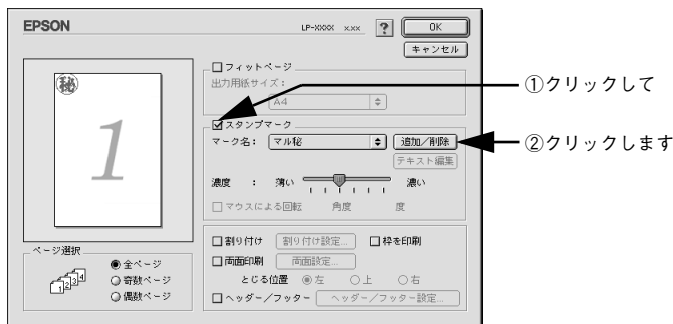 EPSON
LP-XXXX x.xx
?
OK
キャンセル
フィットページ
出力用紙サイズ：
A4
スタンプマーク
マーク名： マル秘
追加／削除
テキスト編集
濃度 ： 薄い 濃い
マウスによる回転 角度 度
割り付け 割り付け設定... 枠を印刷
両面印刷 両面設定...
とじる位置 左 上 右
ヘッダー／フッター ヘッダー／フッター設定...
㊙
1
ページ選択
1 2 3 4
全ページ
奇数ページ
偶数ページ
①クリックして
②クリックします